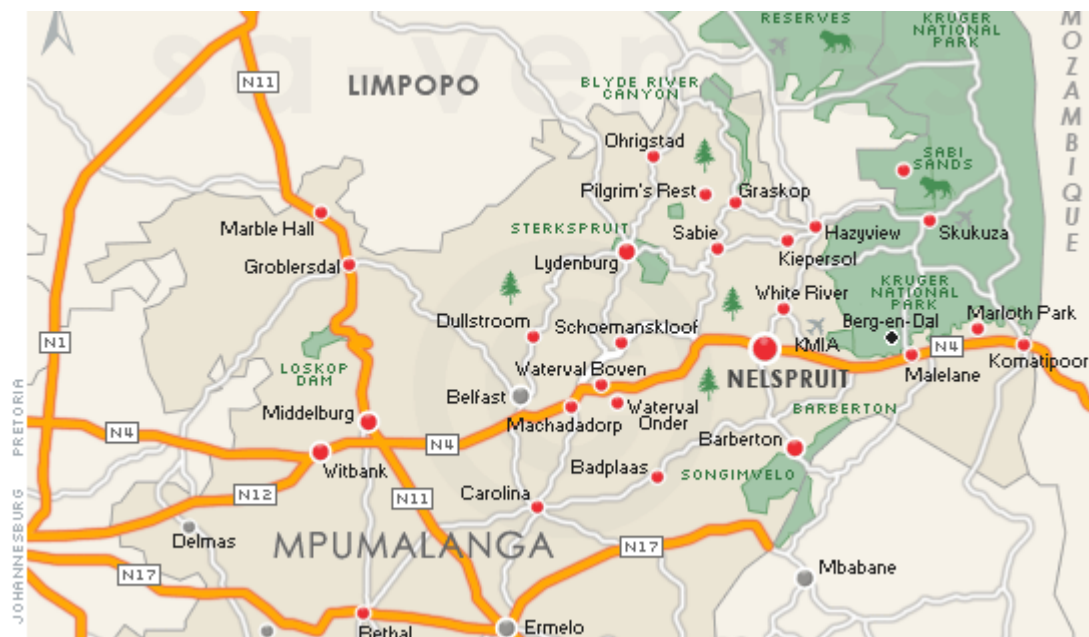 RESERVES
KRUGER
NATIONAL
PARK
MOZAMBIQUE
sa-venues
N11
LIMPOPO
BLYDE RIVER
CANYON
Ohrigstad
SABI
SANDS
Pilgrim's Rest
Graskop
Marble Hall
STERKSPRUIT
Sabie
Hazyview
Skukuza
Groblersdal
Lydenburg
Kiepersol
KRUGER
NATIONAL
PARK
White River
Dullstroom
Schoemanskloof
Berg-en-Dal
Marloth Park
N1
KMIA
N4
Komatipoor
LOSKOP
DAM
Waterval Boven
NELSPRUIT
Malelane
PRETORIA
Middelburg
Belfast
Machadadorp
Waterval
Onder
BARBERTON
N4
N4
Barberton
Witbank
Badplaas
SONGIMVELO
N12
N11
Carolina
JOHANNESBURG
Delmas
MPUMALANGA
N17
N17
Mbabane
Bethal
Ermelo